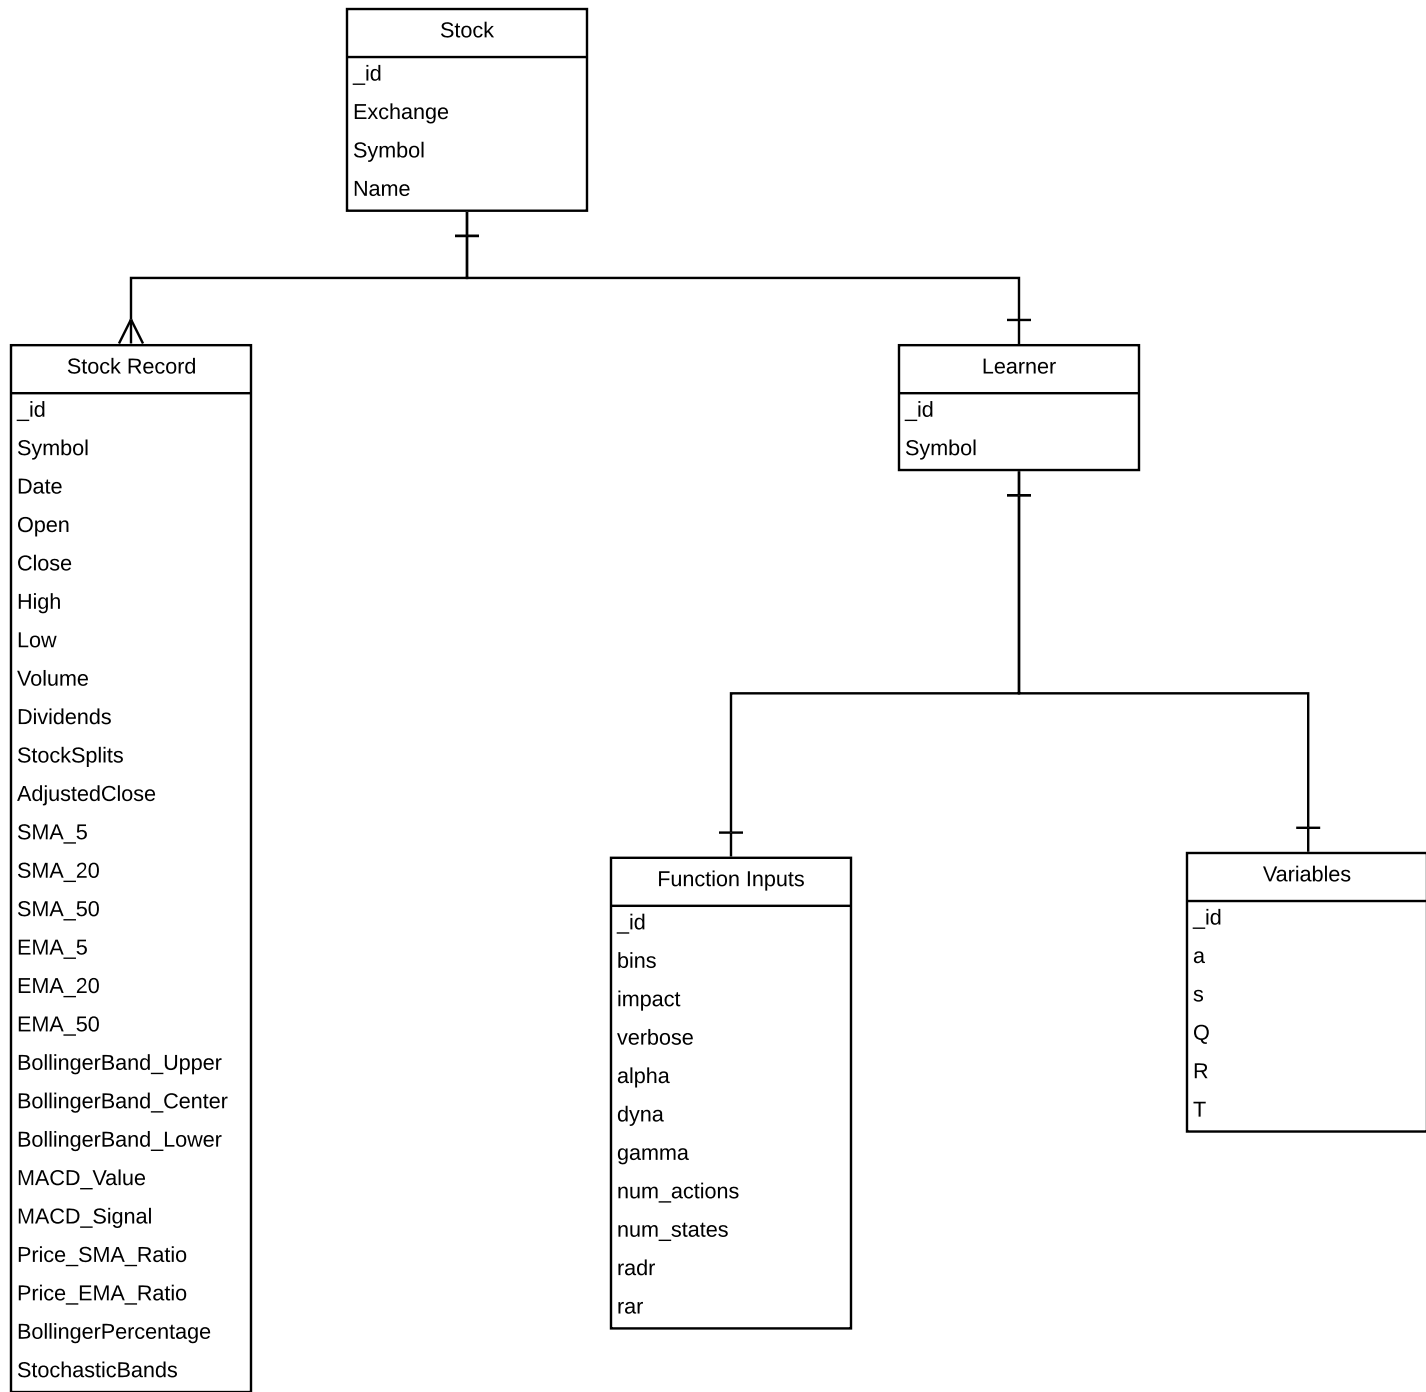 Stock
_id
Exchange
Symbol
Name
Stock Record
_id
Symbol
Date
Open
Close
High
Low
Volume
Dividends
StockSplits
AdjustedClose
SMA_5
SMA_20
SMA_50
EMA_5
EMA_20
EMA_50
BollingerBand_Upper
BollingerBand_Center
BollingerBand_Lower
MACD_Value
MACD_Signal
Price_SMA_Ratio
Price_EMA_Ratio
BollingerPercentage
StochasticBands
Learner
_id
Symbol
Function Inputs
_id
bins
impact
verbose
alpha
dyna
gamma
num_actions
num_states
radr
rar
Variables
_id
a
s
Q
R
T